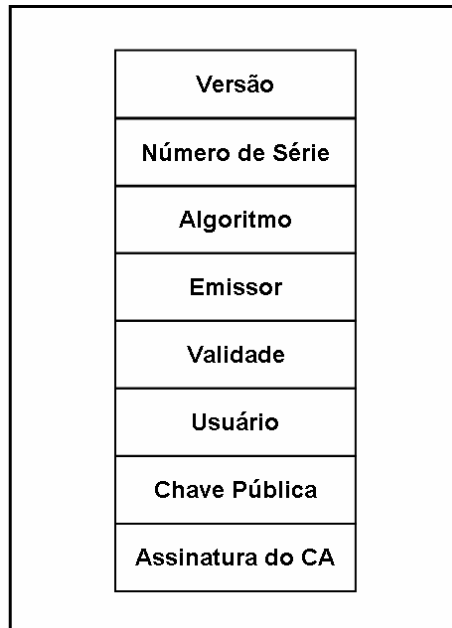 Versão
Número de Série
Algoritmo
Emissor
Validade
Usuário
Chave Pública
Assinatura do CA